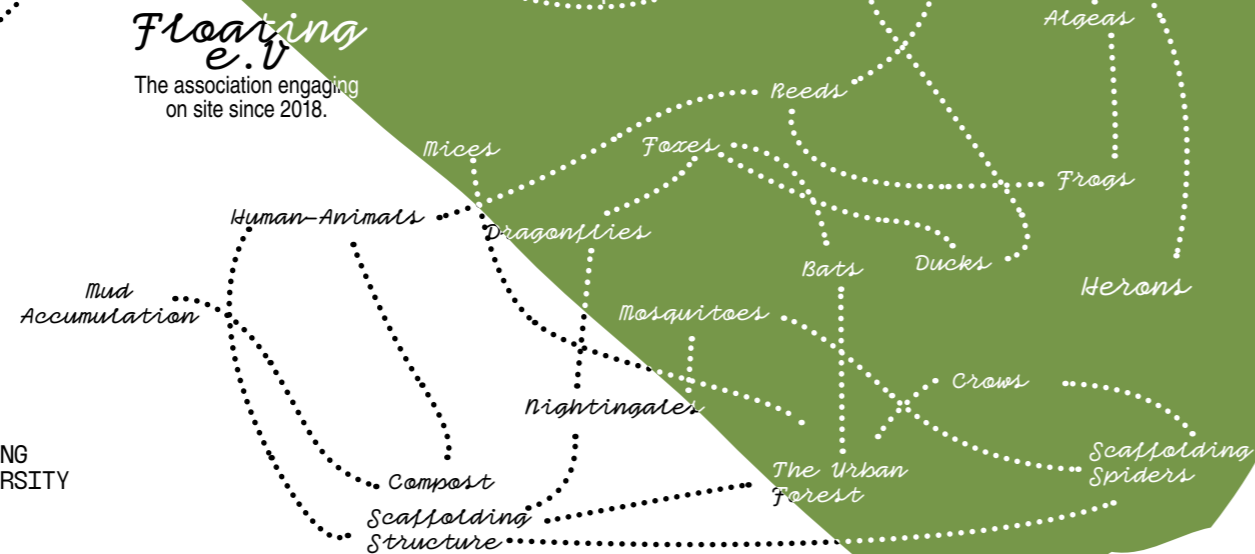 Floating
e.V
The association engaging
on site since 2018.
Algeas
Reeds
Mices
Foxes
Frogs
Human-Animals
Dragonflies
Bats
Ducks
Herons
Mud
Accumulation
Mosquitoes
Crows
Nightingales
NG
RSITY
Scaffolding
Spiders
The Urban
Forest
Compost
Scaffolding
Structure